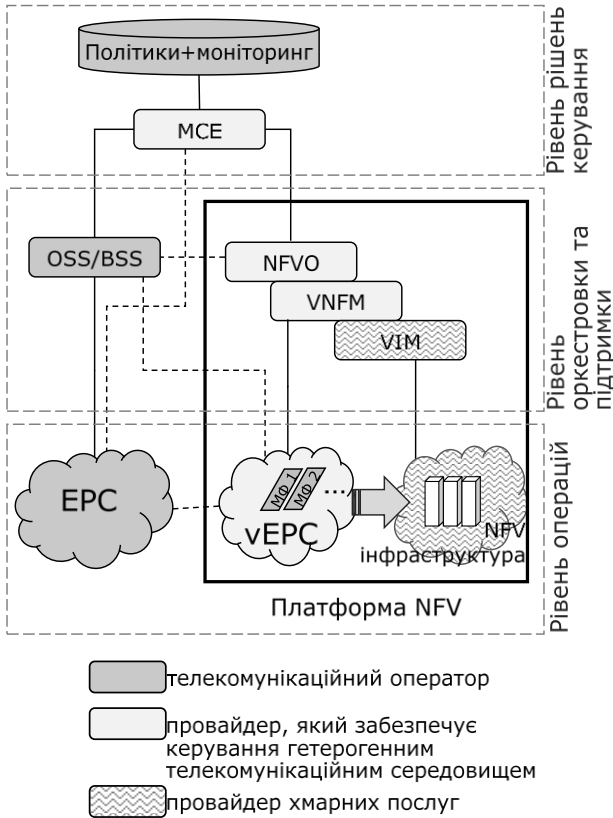 Політики+моніторинг
MCE
Рівень рішень
керування
OSS/BSS
NFVO
VNFM
VIM
Рівень
оркестровки та
підтримки
EPC
МФ 1
МФ 2
...
vEPC
NFV
інфраструктура
Рівень операцій
Платформа NFV
телекомунікаційний оператор
провайдер, який забезпечує
керування гетерогенним
телекомунікаційним середовищем
провайдер хмарних послуг